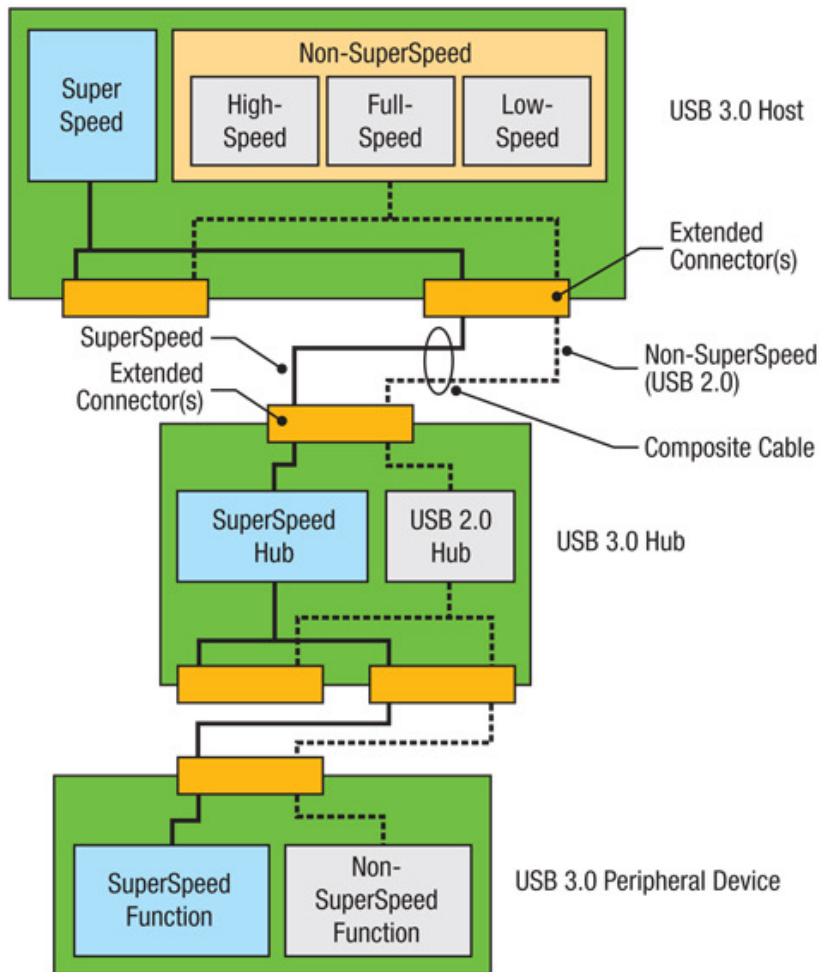 Super
Speed
Non-SuperSpeed
High-
Speed
Full-
Speed
Low-
Speed
USB 3.0 Host
Extended
Connector(s)
SuperSpeed
Extended
Connector(s)
Non-SuperSpeed
(USB 2.0)
Composite Cable
SuperSpeed
Hub
USB 2.0
Hub
USB 3.0 Hub
SuperSpeed
Function
Non-
SuperSpeed
Function
USB 3.0 Peripheral Device